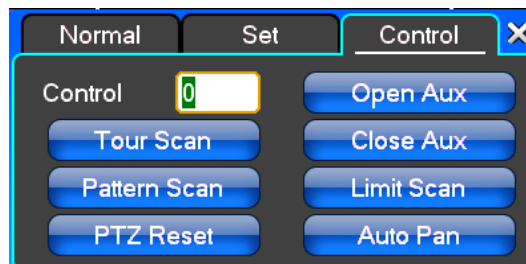 Normal Set Control X
Control 0 Open Aux
Tour Scan Close Aux
Pattern Scan Limit Scan
PTZ Reset Auto Pan